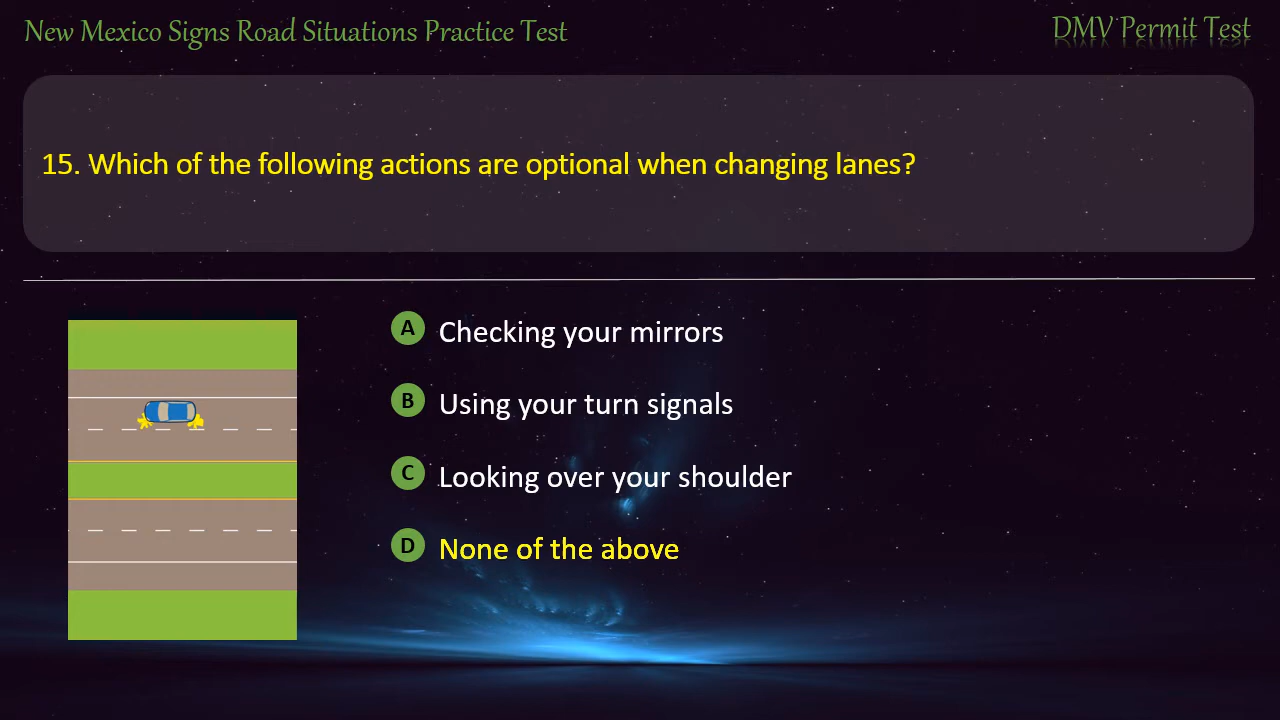 New Mexico Signs Road Situations Practice Test
DMV Permit Test
15. Which of the following actions are optional when changing lanes?
A Checking your mirrors
B Using your turn signals
C Looking over your shoulder
D None of the above